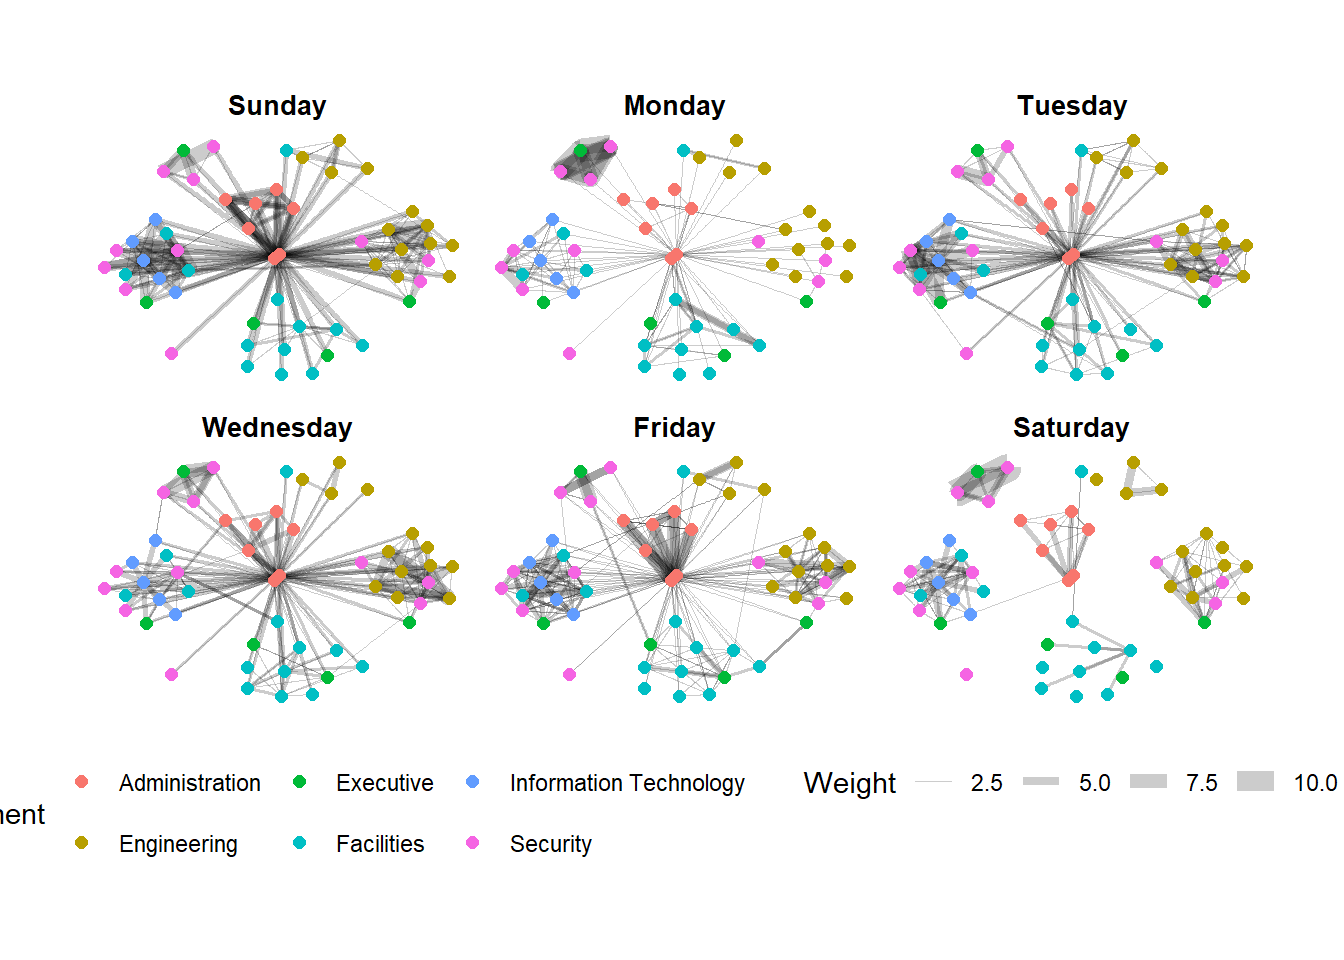 Sunday Monday Tuesday
Wednesday Friday Saturday
Administration Executive Information Technology Weight 2.5 5.0 7.5 10.0
Engineering Facilities Security